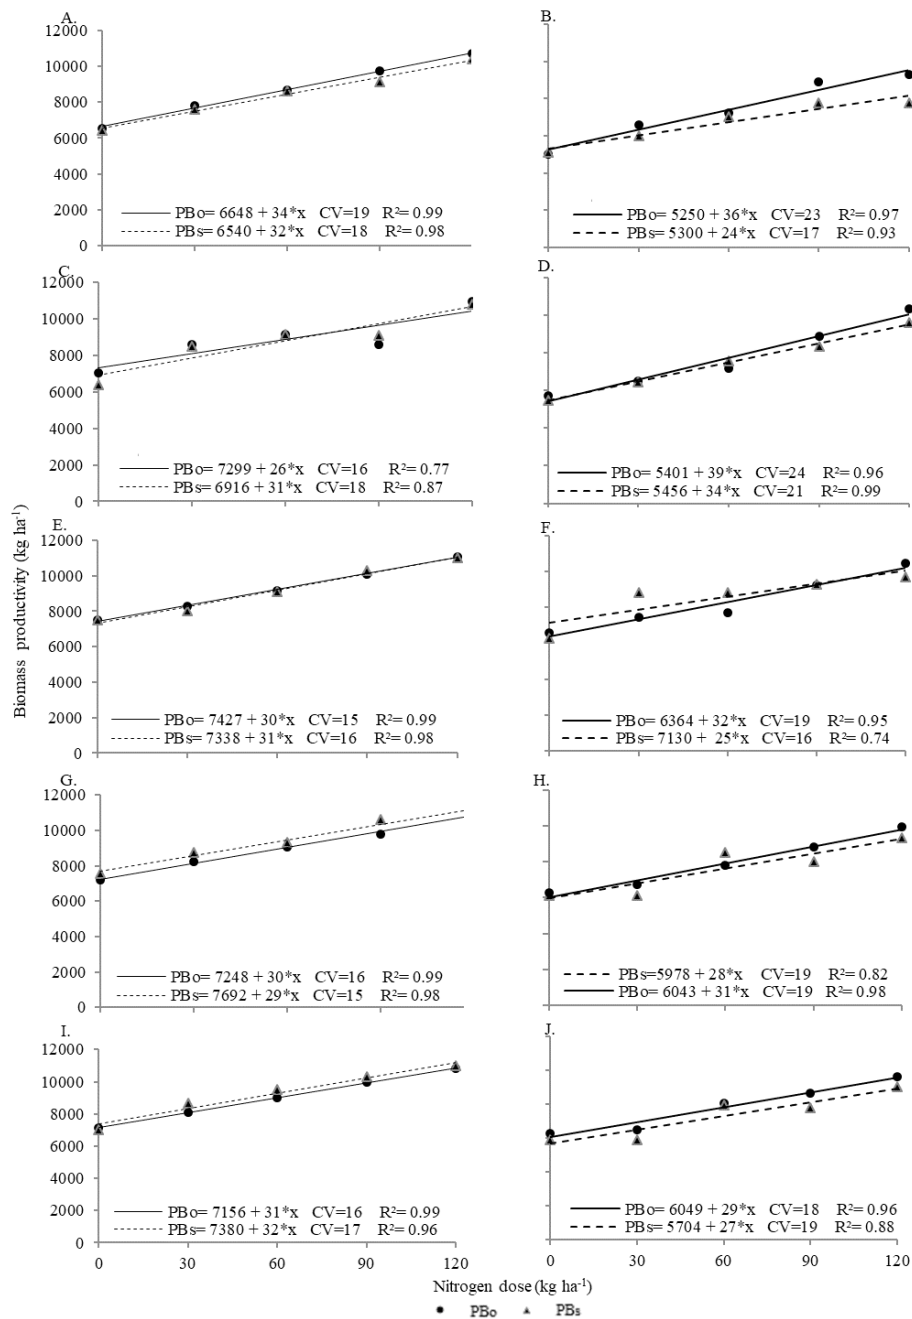 A.
12000
10000
8000
6000
4000
2000
0
PBo= 6648 + 34*x CV=19 R²= 0.99
PBs= 6540 + 32*x CV=18 R²= 0.98
B.
PBo= 5250 + 36*x CV=23 R²= 0.97
PBs= 5300 + 24*x CV=17 R²= 0.93
C.
12000
10000
8000
6000
4000
2000
0
PBo= 7299 + 26*x CV=16 R²= 0.77
PBs= 6916 + 31*x CV=18 R²= 0.87
D.
PBo= 5401 + 39*x CV=24 R²= 0.96
PBs= 5456 + 34*x CV=21 R²= 0.99
Biomass productivity (kg ha⁻¹)
E.
12000
10000
8000
6000
4000
2000
0
PBo= 7427 + 30*x CV=15 R²= 0.99
PBs= 7338 + 31*x CV=16 R²= 0.98
F.
PBo= 6364 + 32*x CV=19 R²= 0.95
PBs= 7130 + 25*x CV=16 R²= 0.74
G.
12000
10000
8000
6000
4000
2000
0
PBo= 7248 + 30*x CV=16 R²= 0.99
PBs= 7692 + 29*x CV=15 R²= 0.98
H.
PBs=5978 + 28*x CV=19 R²= 0.82
PBo= 6043 + 31*x CV=19 R²= 0.98
I.
12000
10000
8000
6000
4000
2000
0
PBo= 7156 + 31*x CV=16 R²= 0.99
PBs= 7380 + 32*x CV=17 R²= 0.96
0 30 60 90 120
J.
PBo= 6049 + 29*x CV=18 R²= 0.96
PBs= 5704 + 27*x CV=19 R²= 0.88
0 30 60 90 120
Nitrogen dose (kg ha⁻¹)
PBo PBs